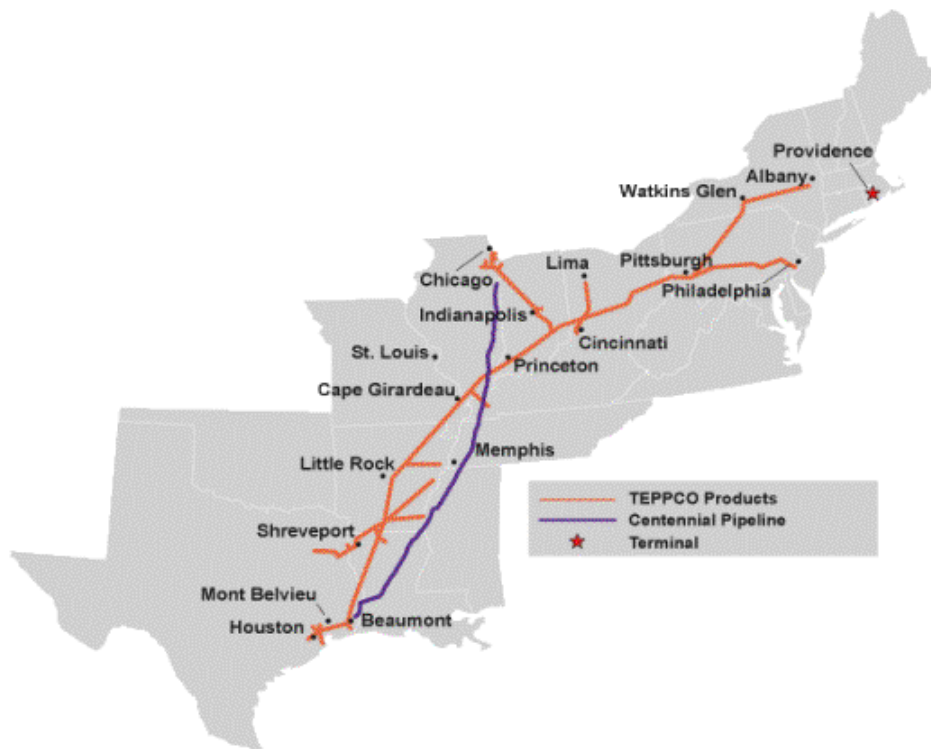 Providence
Albany
Watkins Glen
Chicago
Lima
Pittsburgh
Philadelphia
Indianapolis
Cincinnati
St. Louis
Princeton
Cape Girardeau
Memphis
Little Rock
TEPPCO Products
Centennial Pipeline
Terminal
Shreveport
Mont Belvieu
Houston
Beaumont